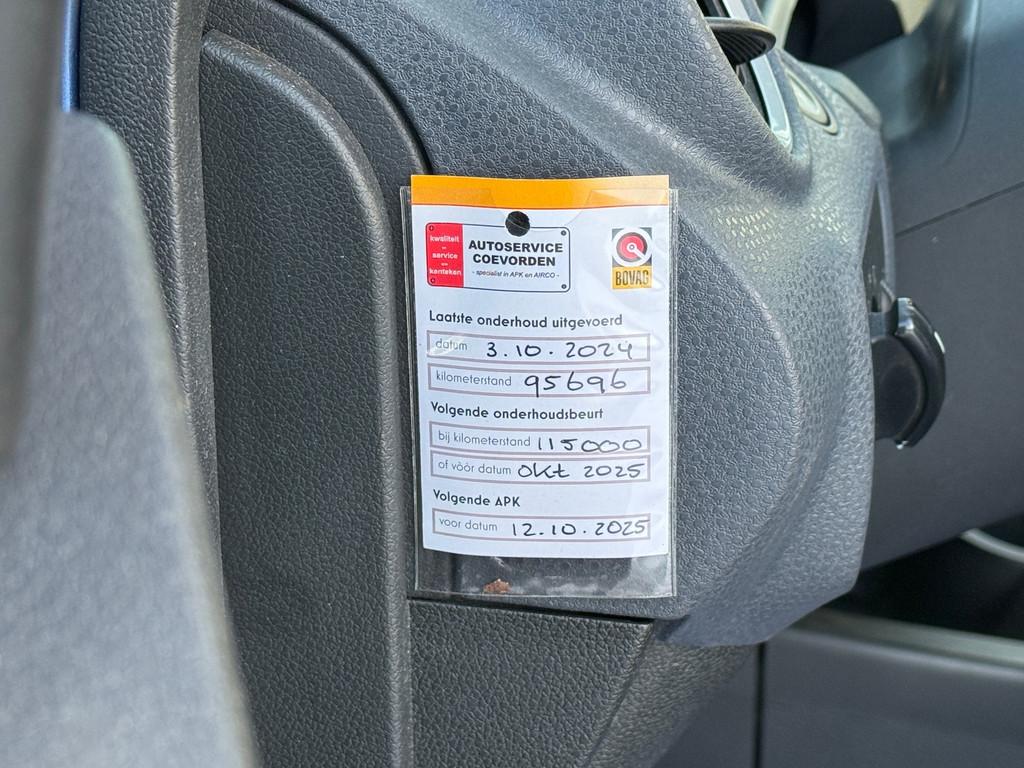 kwaliteit
service
kenteken
AUTOSERVICE
COEVORDEN
- specialist in APK en AIRCO -
BOVAG
Laatste onderhoud uitgevoerd
datum 3.10.2024
kilometerstand 95696
Volgende onderhoudsbeurt
bij kilometerstand 115000
of vòòr datum okt 2025
Volgende APK
voor datum 12.10.2025